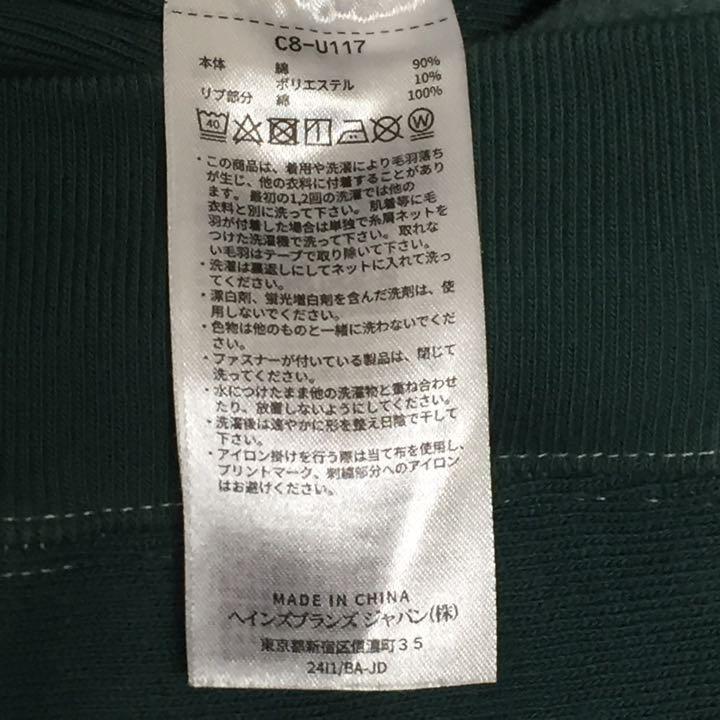 C8-U117
本体 綿 90%
ポリエステル 10%
リブ部分 綿 100%
40 W
・この商品は、着用や洗濯により毛羽落ち
が生じ、他の衣料に付着することがあり
ます。最初の1,2回の洗濯では他の
衣料と別に洗って下さい。肌着等に毛
羽が付着した場合は単独で糸屑ネットを
つけた洗濯機で洗って下さい。取れな
い毛羽はテープで取り除いて下さい。
・洗濯は裏返しにしてネットに入れて洗っ
てください。
・漂白剤、蛍光増白剤を含んだ洗剤は、使
用しないでください。
・色物は他のものと一緒に洗わないでくだ
さい。
・ファスナーが付いている製品は、閉じて
洗ってください。
・水につけたまま他の洗濯物と重ね合わせ
たり、放置しないようにしてください。
・洗濯後は速やかに形を整え日陰で干して
下さい。
・アイロン掛けを行う際は当て布を使用し、
プリントマーク、刺繍部分へのアイロン
はお避けください。
MADE IN CHINA
ヘインズブランズ ジャパン(株)
東京都新宿区信濃町35
24I1/BA-JD